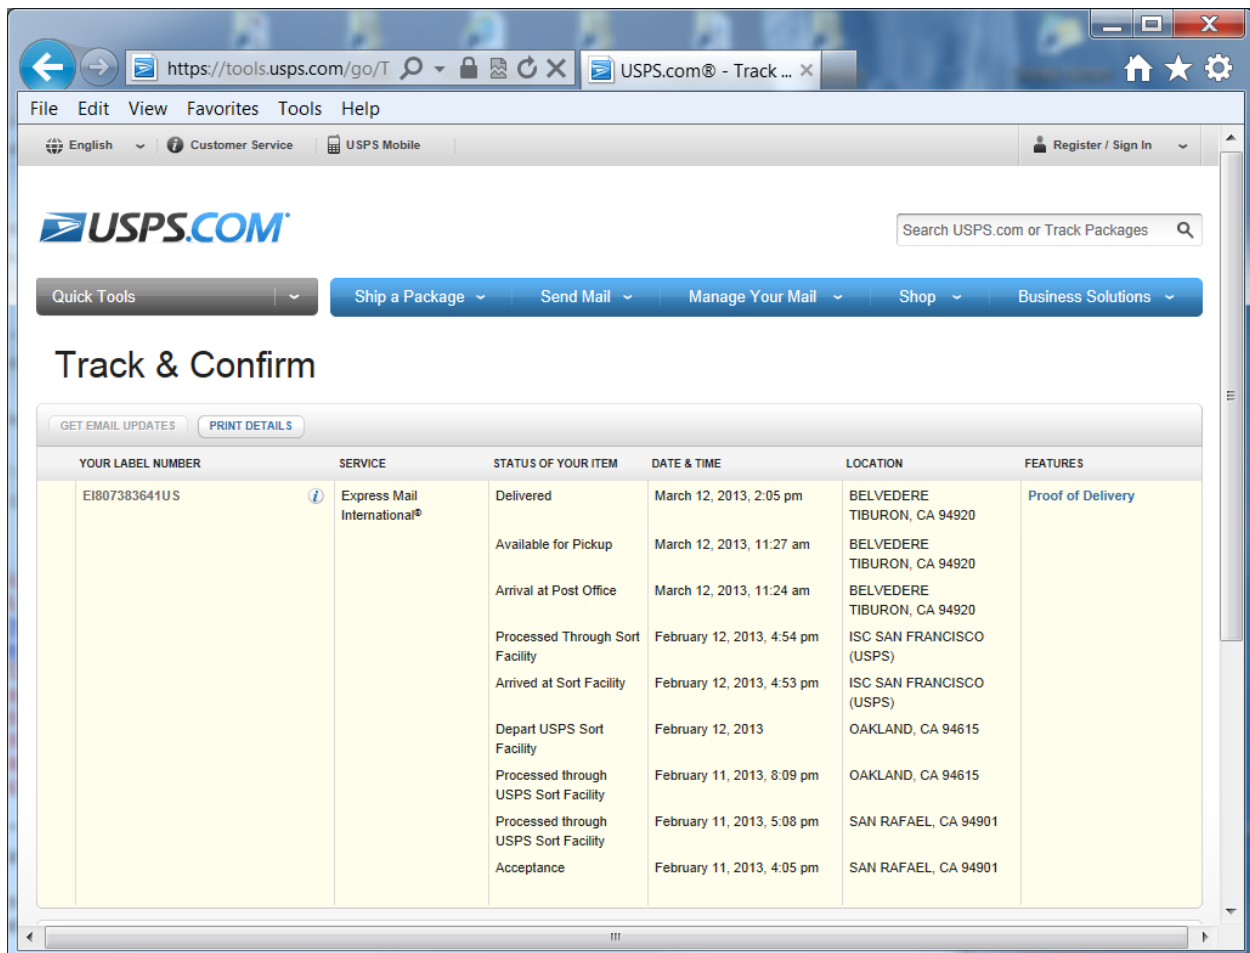 https://tools.usps.com/go/T
USPS.com® - Track ...
File Edit View Favorites Tools Help
English Customer Service USPS Mobile Register / Sign In
USPS.COM
Search USPS.com or Track Packages
Quick Tools Ship a Package Send Mail Manage Your Mail Shop Business Solutions
Track & Confirm
GET EMAIL UPDATES PRINT DETAILS
YOUR LABEL NUMBER SERVICE STATUS OF YOUR ITEM DATE & TIME LOCATION FEATURES
EI807383641US Express Mail Delivered March 12, 2013, 2:05 pm BELVEDERE Proof of Delivery
International® TIBURON, CA 94920
Available for Pickup March 12, 2013, 11:27 am BELVEDERE
TIBURON, CA 94920
Arrival at Post Office March 12, 2013, 11:24 am BELVEDERE
TIBURON, CA 94920
Processed Through Sort February 12, 2013, 4:54 pm ISC SAN FRANCISCO
Facility (USPS)
Arrived at Sort Facility February 12, 2013, 4:53 pm ISC SAN FRANCISCO
(USPS)
Depart USPS Sort February 12, 2013 OAKLAND, CA 94615
Facility
Processed through February 11, 2013, 8:09 pm OAKLAND, CA 94615
USPS Sort Facility
Processed through February 11, 2013, 5:08 pm SAN RAFAEL, CA 94901
USPS Sort Facility
Acceptance February 11, 2013, 4:05 pm SAN RAFAEL, CA 94901